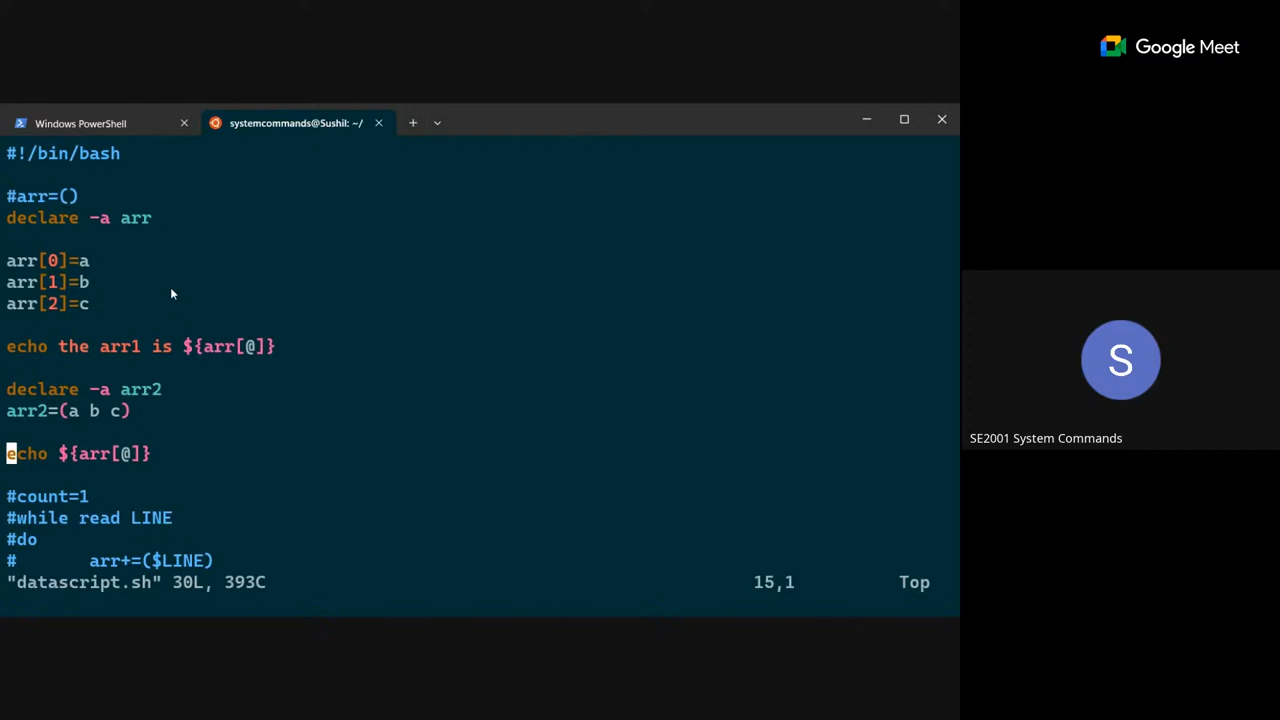 Google Meet
Windows PowerShell
systemcommands@Sushil: ~/
#!/bin/bash
#arr=()
declare -a arr
arr[0]=a
arr[1]=b
arr[2]=c
echo the arr1 is ${arr[@]}
declare -a arr2
arr2=(a b c)
echo ${arr[@]}
#count=1
#while read LINE
#do
#       arr+=($LINE)
"datascript.sh" 30L, 393C 15,1 Top
S
SE2001 System Commands